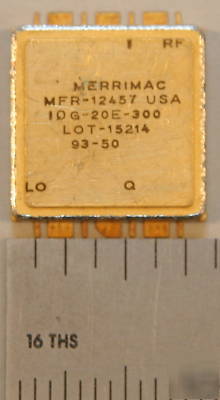 I RF
MERRIMAC
MFR-12457 USA
IDG-20E-300
LOT-15214
93-50
LO Q
16 THS